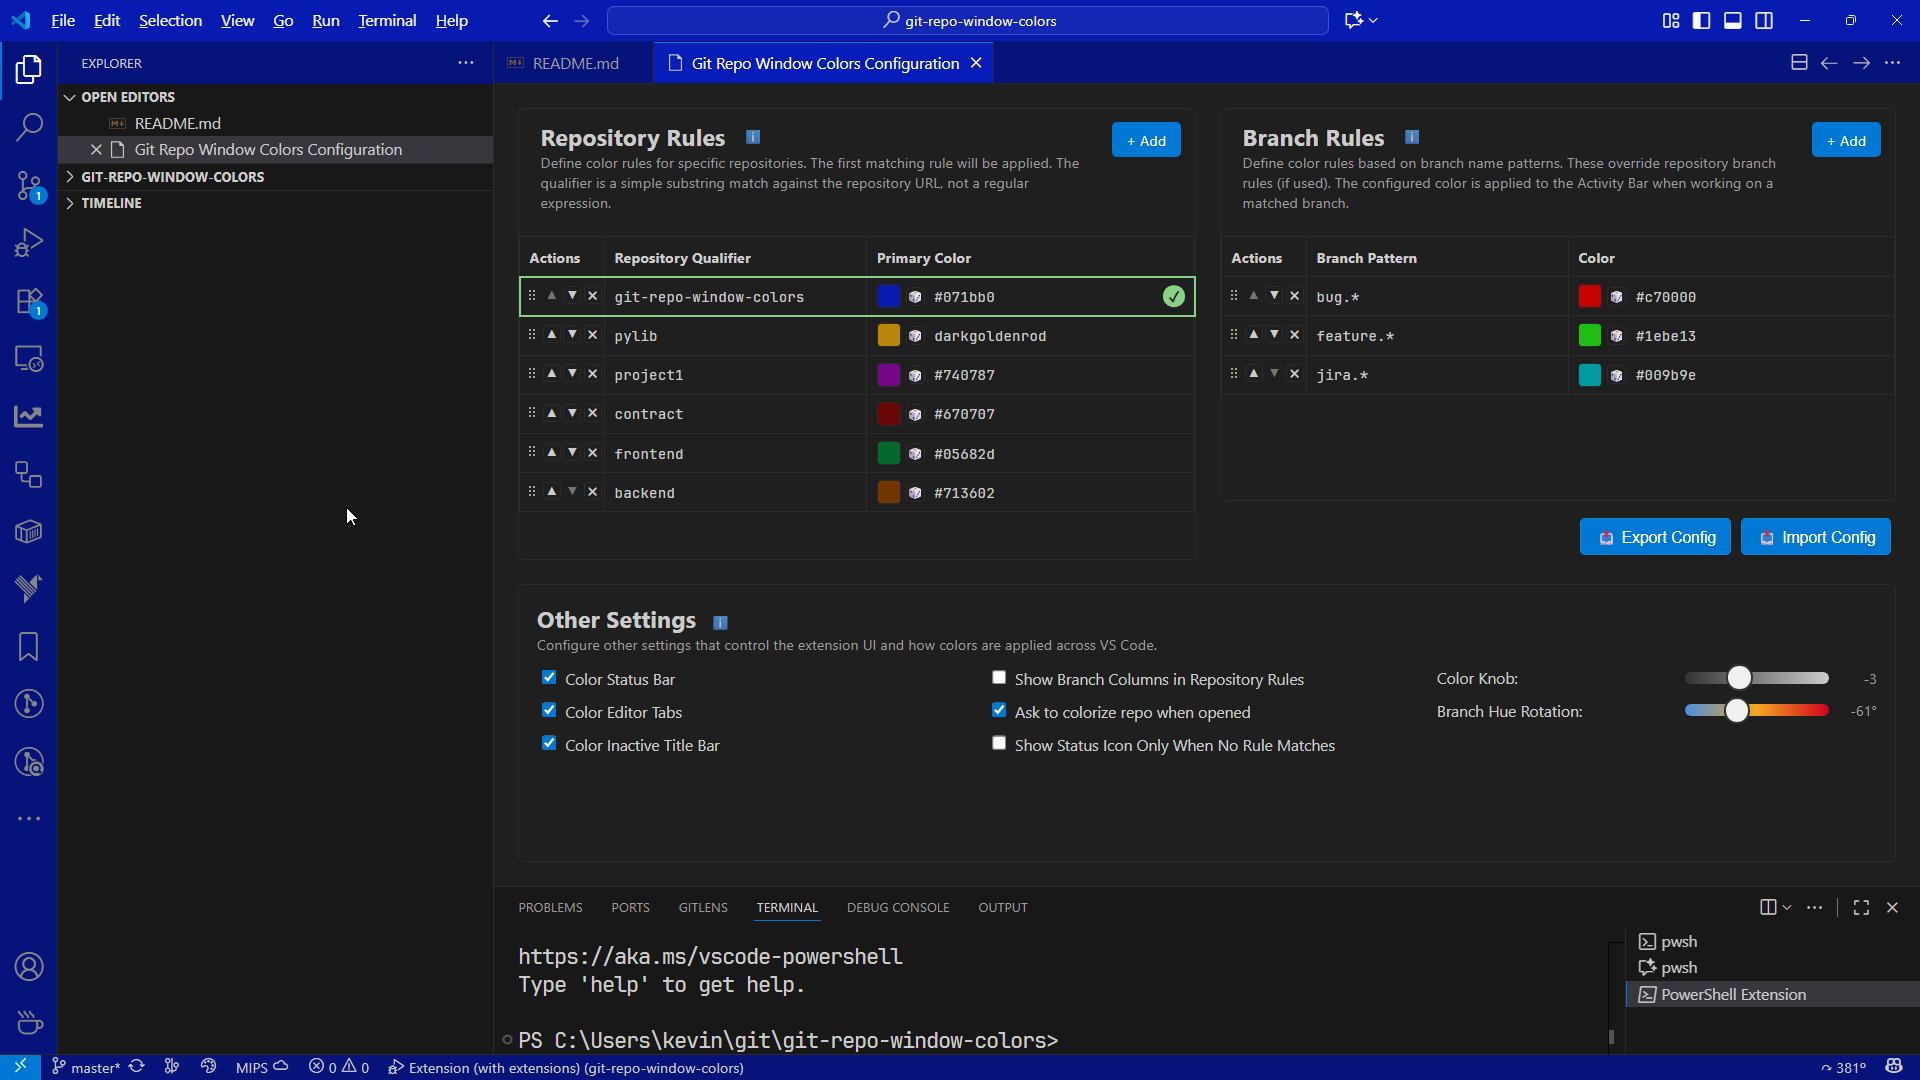 File Edit Selection View Go Run Terminal Help
git-repo-window-colors
EXPLORER
OPEN EDITORS
README.md
Git Repo Window Colors Configuration
GIT-REPO-WINDOW-COLORS
TIMELINE
1
1
README.md
Git Repo Window Colors Configuration
Repository Rules
+ Add
Define color rules for specific repositories. The first matching rule will be applied. The
qualifier is a simple substring match against the repository URL, not a regular
expression.
Actions Repository Qualifier Primary Color
git-repo-window-colors #071bb0
pylib darkgoldenrod
project1 #740787
contract #670707
frontend #05682d
backend #713602
Branch Rules
+ Add
Define color rules based on branch name patterns. These override repository branch
rules (if used). The configured color is applied to the Activity Bar when working on a
matched branch.
Actions Branch Pattern Color
bug.* #c70000
feature.* #1ebe13
jira.* #009b9e
Export Config Import Config
Other Settings
Configure other settings that control the extension UI and how colors are applied across VS Code.
Color Status Bar
Color Editor Tabs
Color Inactive Title Bar
Show Branch Columns in Repository Rules
Ask to colorize repo when opened
Show Status Icon Only When No Rule Matches
Color Knob: -3
Branch Hue Rotation: -61°
PROBLEMS PORTS GITLENS TERMINAL DEBUG CONSOLE OUTPUT
https://aka.ms/vscode-powershell
Type 'help' to get help.
PS C:\Users\kevin\git\git-repo-window-colors>
pwsh
pwsh
PowerShell Extension
master* MIPS 0 0 Extension (with extensions) (git-repo-window-colors) 381°